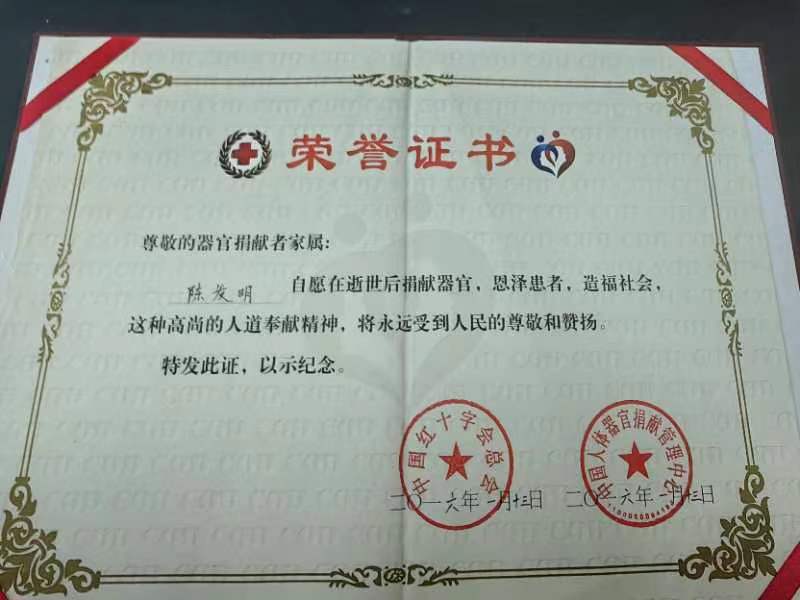 荣誉证书
尊敬的器官捐献者家属:
陈发明 自愿在逝世后捐献器官，恩泽患者，造福社会，
这种高尚的人道奉献精神，将永远受到人民的尊敬和赞扬。
特发此证，以示纪念。
中国红十字会总会
中国人体器官捐献管理中心
二〇一六年一月十三日
二〇一六年一月十三日